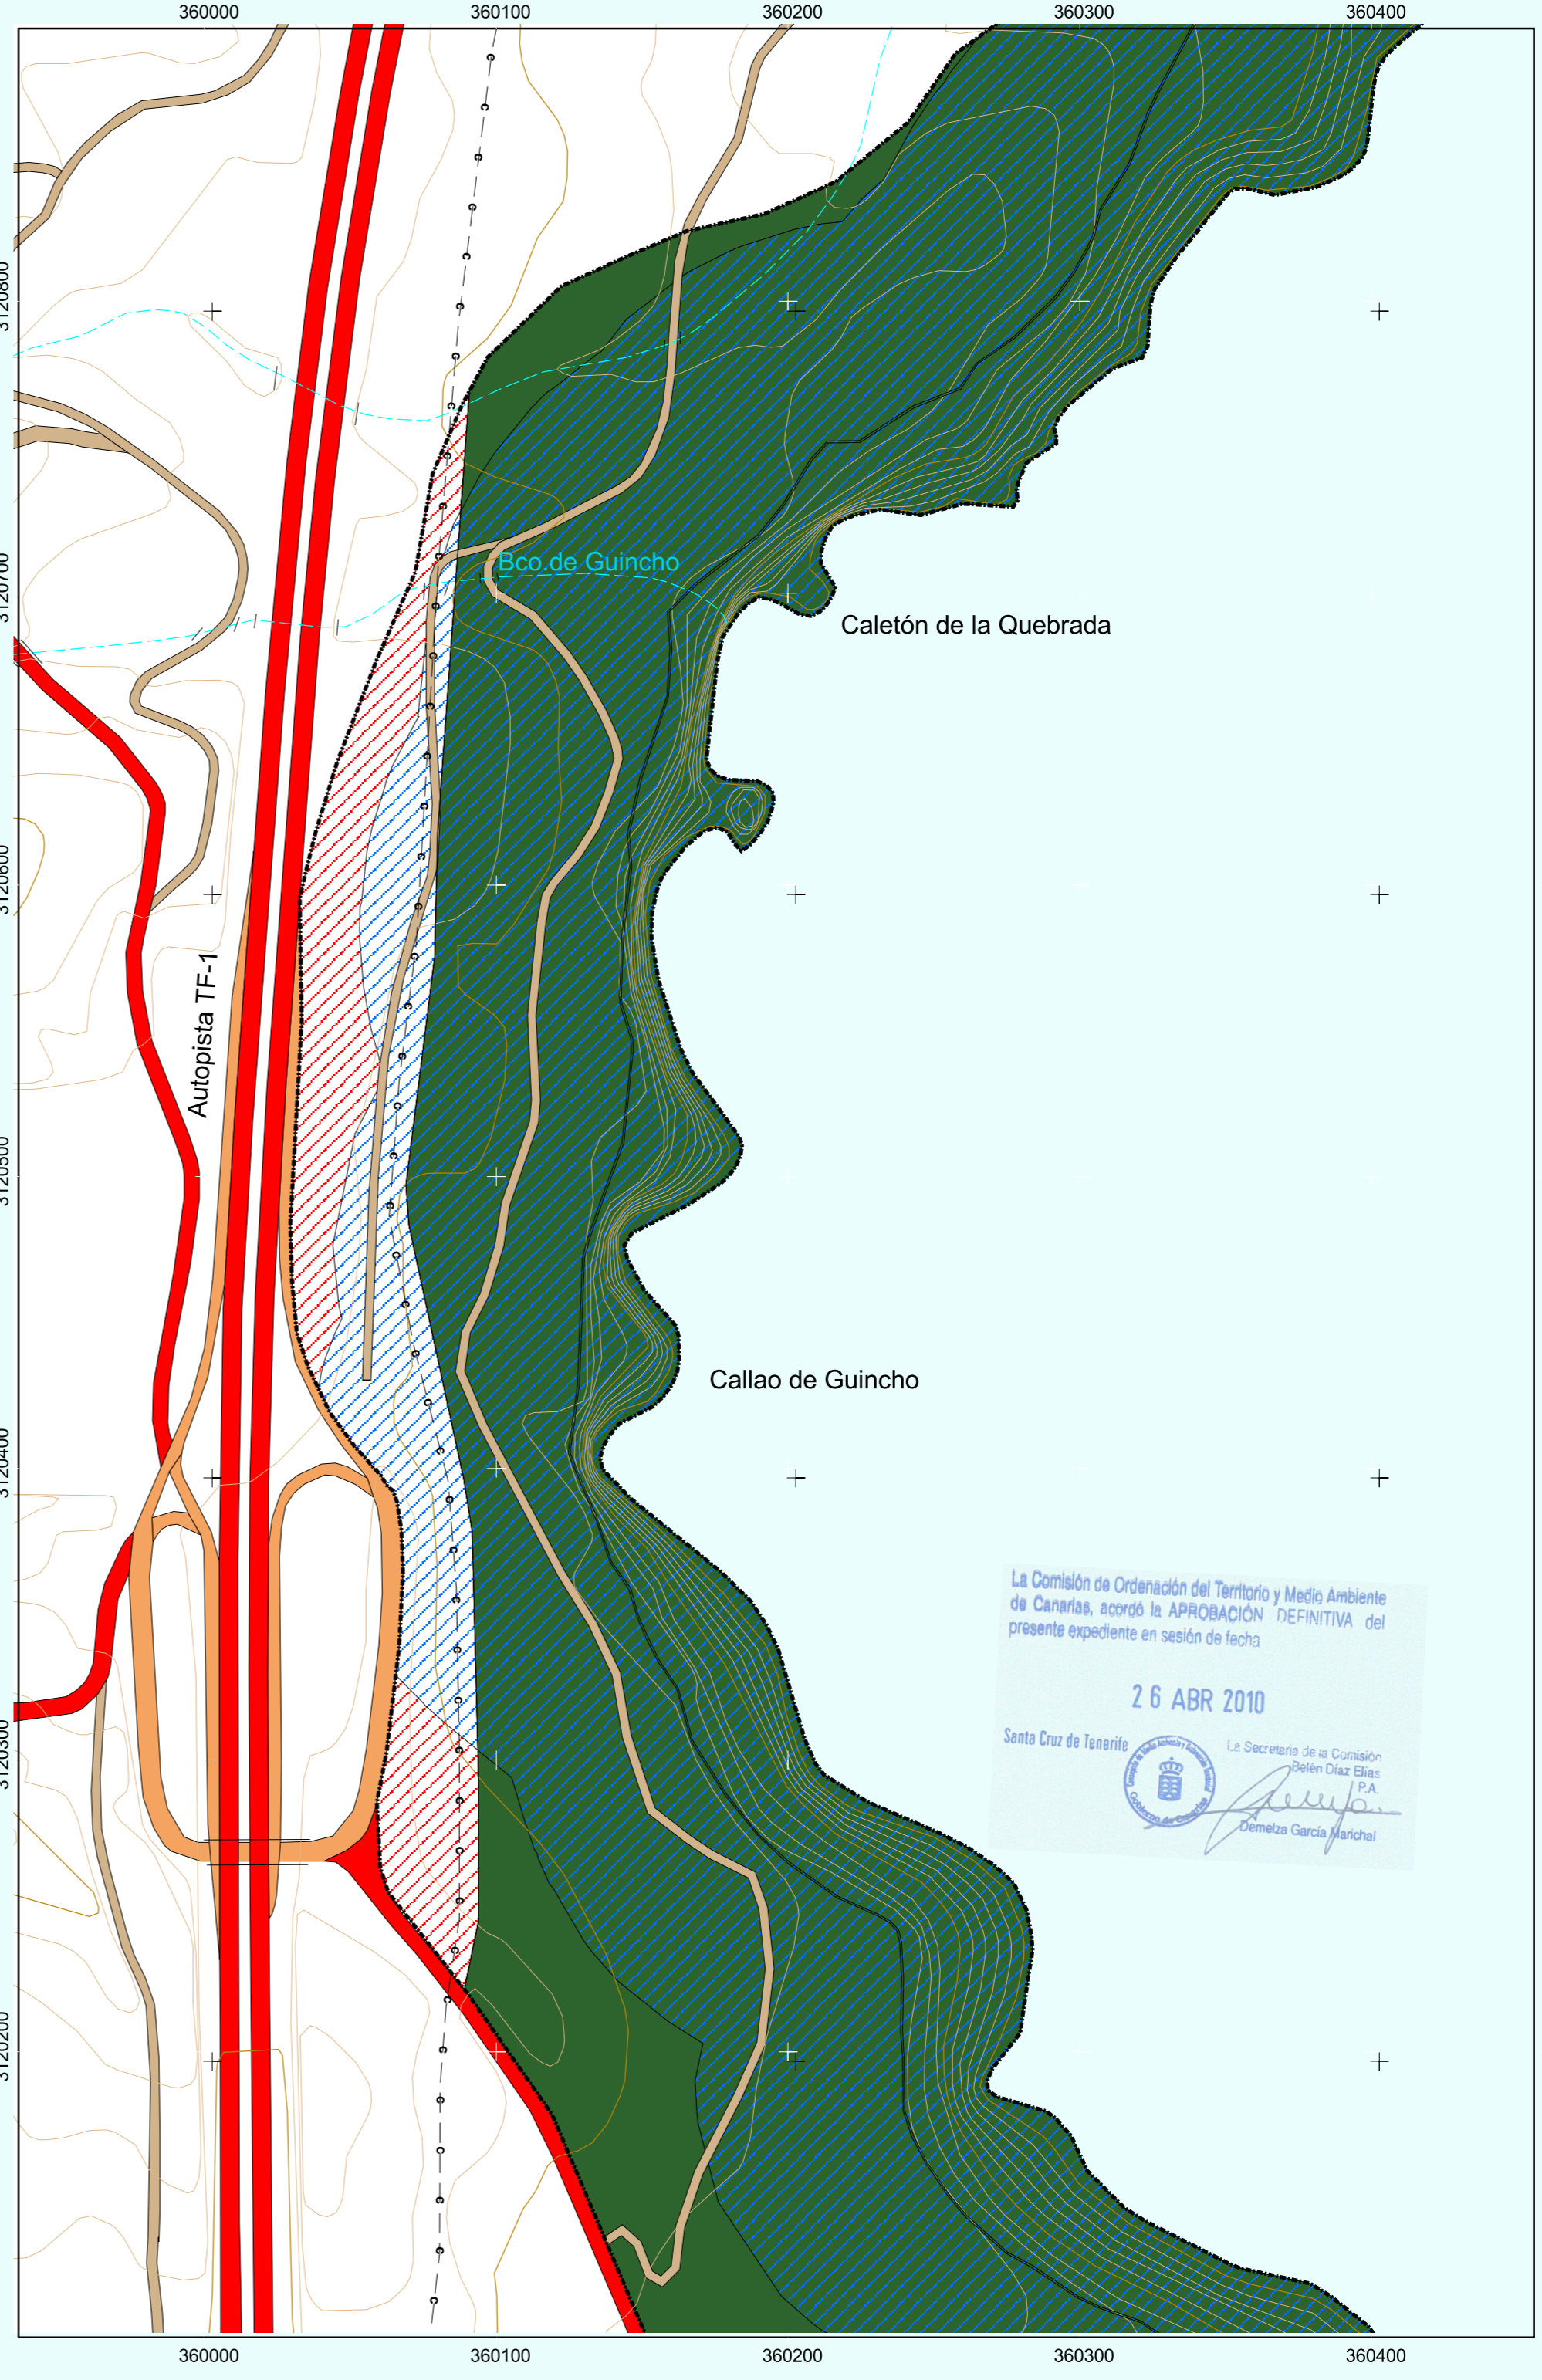 360000 360100 360200 360300 360400
3120800
3120700
3120600
3120500
3120400
3120300
3120200
Bco.de Guincho
Caletón de la Quebrada
Autopista TF-1
Callao de Guincho
La Comisión de Ordenación del Territorio y Medio Ambiente
de Canarias, acordó la APROBACIÓN DEFINITIVA del
presente expediente en sesión de fecha
26 ABR 2010
Santa Cruz de Tenerife
La Secretaria de la Comisión
Belén Díaz Elías
P.A.
Demelza García Marichal
Gobierno de Canarias
360000 360100 360200 360300 360400